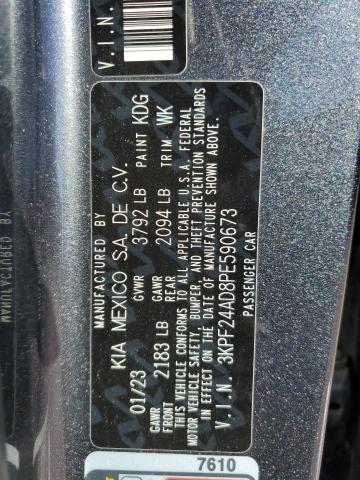 V.I.N
MANUFACTURED BY
KIA MEXICO S.A. DE C.V.
01/23 GVWR 3792 LB PAINT KDG
GAWR FRONT 2183 LB GAWR REAR 2094 LB TRIM WK
THIS VEHICLE CONFORMS TO ALL APPLICABLE U.S.A. FEDERAL
MOTOR VEHICLE SAFETY, BUMPER, AND THEFT PREVENTION STANDARDS
IN EFFECT ON THE DATE OF MANUFACTURE SHOWN ABOVE.
V.I.N. 3KPF24AD8PE590673
PASSENGER CAR
7610